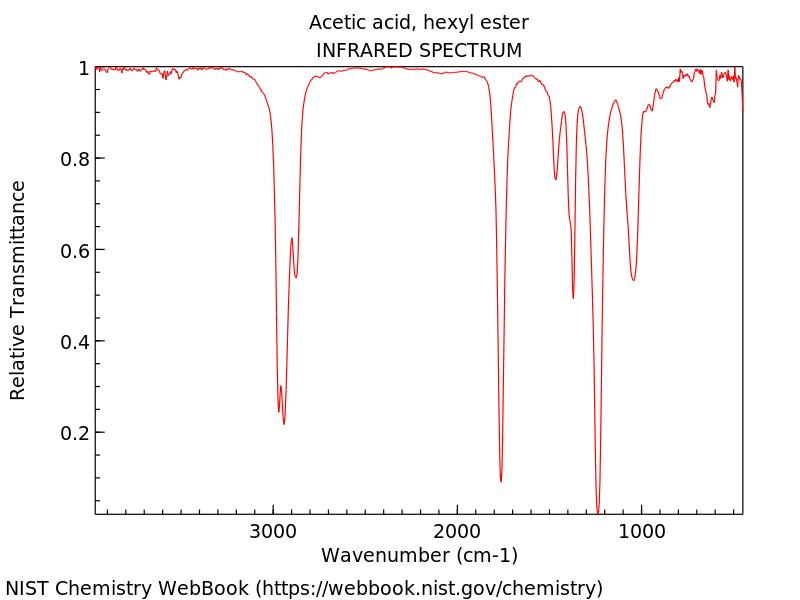 Acetic acid, hexyl ester
INFRARED SPECTRUM
1
0.8
0.6
0.4
0.2
Relative Transmittance
3000 2000 1000
Wavenumber (cm-1)
NIST Chemistry WebBook (https://webbook.nist.gov/chemistry)